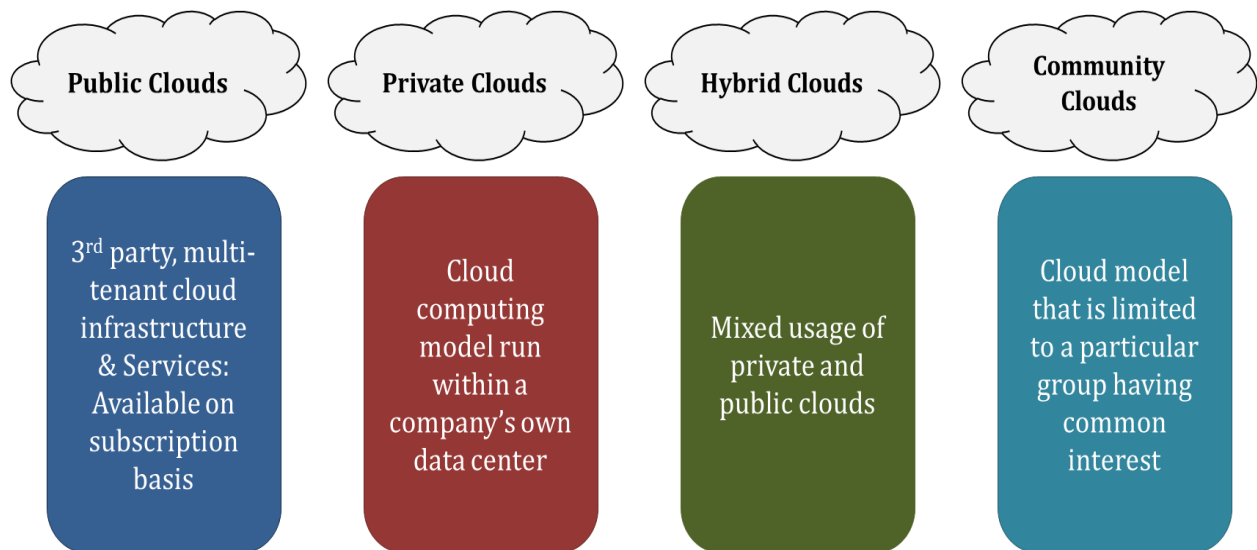 Public Clouds
3rd party, multi-
tenant cloud
infrastructure
& Services:
Available on
subscription
basis
Private Clouds
Cloud
computing
model run
within a
company’s own
data center
Hybrid Clouds
Mixed usage of
private and
public clouds
Community
Clouds
Cloud model
that is limited
to a particular
group having
common
interest